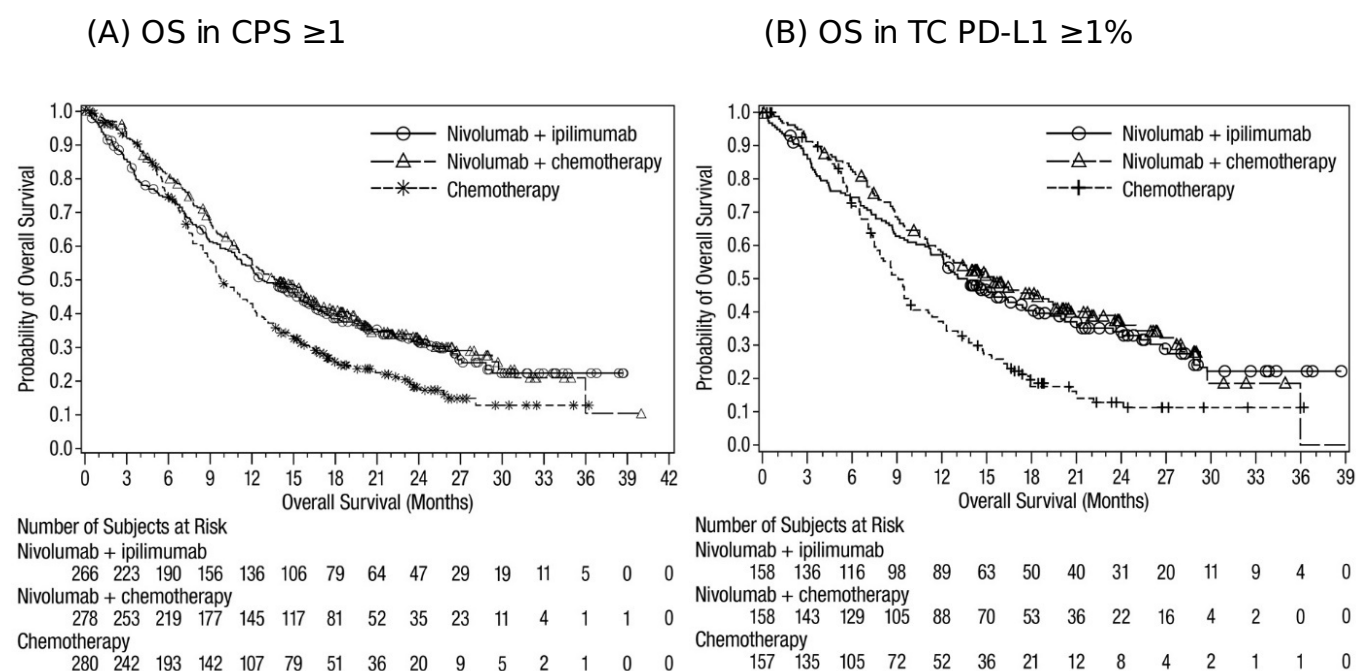 (A) OS in CPS ≥1
1.0
0.9
0.8
0.7
0.6
0.5
0.4
0.3
0.2
0.1
0.0
Probability of Overall Survival
Nivolumab + ipilimumab
Nivolumab + chemotherapy
Chemotherapy
0 3 6 9 12 15 18 21 24 27 30 33 36 39 42
Overall Survival (Months)
Number of Subjects at Risk
Nivolumab + ipilimumab
266 223 190 156 136 106 79 64 47 29 19 11 5 0 0
Nivolumab + chemotherapy
278 253 219 177 145 117 81 52 35 23 11 4 1 1 0
Chemotherapy
280 242 193 142 107 79 51 36 20 9 5 2 1 0 0
(B) OS in TC PD-L1 ≥1%
1.0
0.9
0.8
0.7
0.6
0.5
0.4
0.3
0.2
0.1
0.0
Probability of Overall Survival
Nivolumab + ipilimumab
Nivolumab + chemotherapy
Chemotherapy
0 3 6 9 12 15 18 21 24 27 30 33 36 39
Overall Survival (Months)
Number of Subjects at Risk
Nivolumab + ipilimumab
158 136 116 98 89 63 50 40 31 20 11 9 4 0
Nivolumab + chemotherapy
158 143 129 105 88 70 53 36 22 16 4 2 0 0
Chemotherapy
157 135 105 72 52 36 21 12 8 4 2 1 1 0